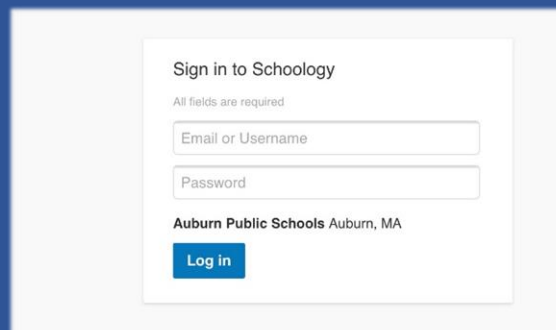 Sign in to Schoology
All fields are required
Email or Username
Password
Auburn Public Schools Auburn, MA
Log in